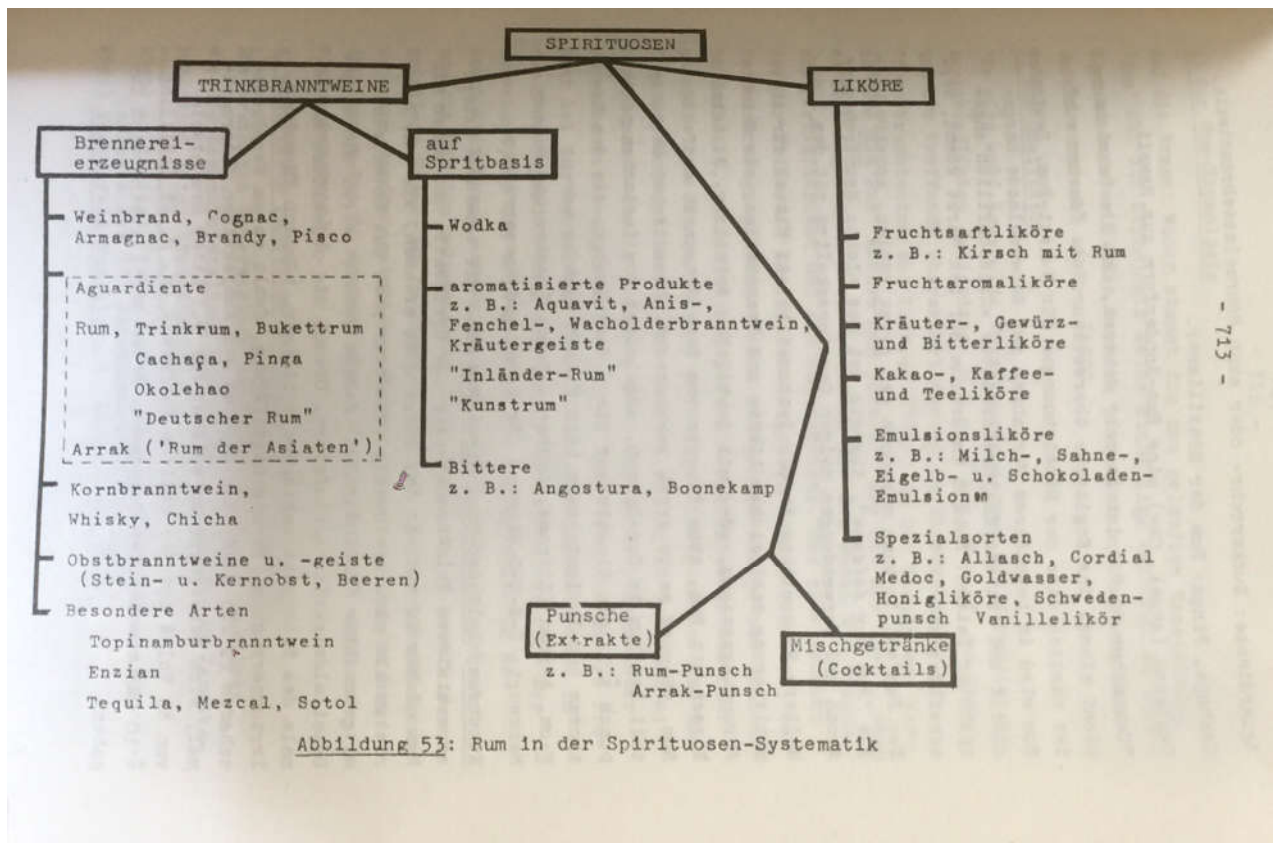 SPIRITUOSEN
TRINKBRANNTWEINE
LIKÖRE
Brennerei-
erzeugnisse
auf
Spritbasis
Weinbrand, Cognac,
Armagnac, Brandy, Pisco
Aguardiente
Rum, Trinkrum, Bukettrum
Cachaça, Pinga
Okolehao
"Deutscher Rum"
Arrak ('Rum der Asiaten')
Kornbranntwein,
Whisky, Chicha
Obstbranntweine u. -geiste
(Stein- u. Kernobst, Beeren)
Besondere Arten
Topinamburbranntwein
Enzian
Tequila, Mezcal, Sotol
Wodka
aromatisierte Produkte
z. B.: Aquavit, Anis-,
Fenchel-, Wacholderbranntwein,
Kräutergeiste
"Inländer-Rum"
"Kunstrum"
Bittere
z. B.: Angostura, Boonekamp
Fruchtsaftliköre
z. B.: Kirsch mit Rum
Fruchtaromaliköre
Kräuter-, Gewürz-
und Bitterliköre
Kakao-, Kaffee-
und Teeliköre
Emulsionsliköre
z. B.: Milch-, Sahne-,
Eigelb- u. Schokoladen-
Emulsionen
Spezialsorten
z. B.: Allasch, Cordial
Medoc, Goldwasser,
Honigliköre, Schweden-
punsch Vanillelikör
Punsche
(Extrakte)
z. B.: Rum-Punsch
Arrak-Punsch
Mischgetränke
(Cocktails)
Abbildung 53: Rum in der Spirituosen-Systematik
- 713 -